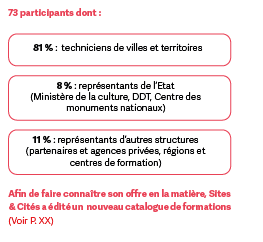 73 participants dont :
81 % : techniciens de villes et territoires
8 % : représentants de l'Etat
(Ministère de la culture, DDT, Centre des
monuments nationaux)
11 % : représentants d'autres structures
(partenaires et agences privées, régions et
centres de formation)
Afin de faire connaître son offre en la matière, Sites
& Cités a édité un nouveau catalogue de formations
(Voir P. XX)